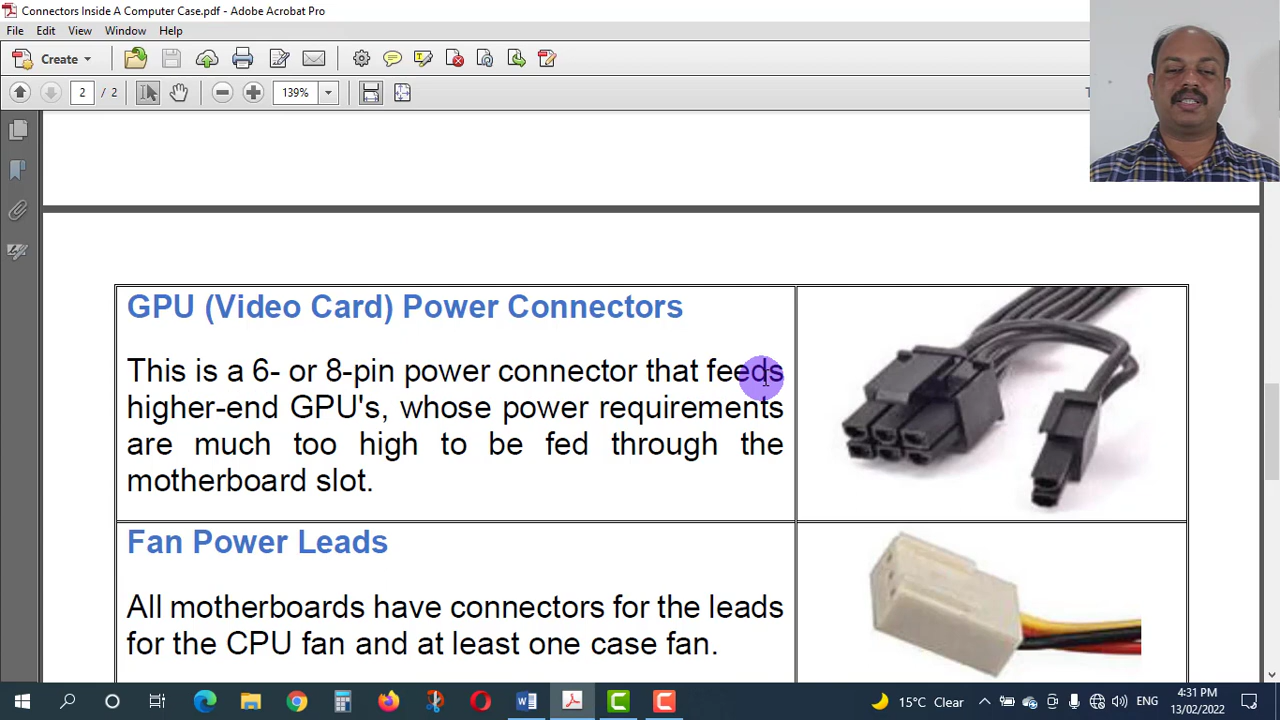 Connectors Inside A Computer Case.pdf - Adobe Acrobat Pro
File Edit View Window Help
Create
2 / 2 139%
GPU (Video Card) Power Connectors
This is a 6- or 8-pin power connector that feeds
higher-end GPU's, whose power requirements
are much too high to be fed through the
motherboard slot.
Fan Power Leads
All motherboards have connectors for the leads
for the CPU fan and at least one case fan.
15°C Clear
ENG
4:31 PM
13/02/2022